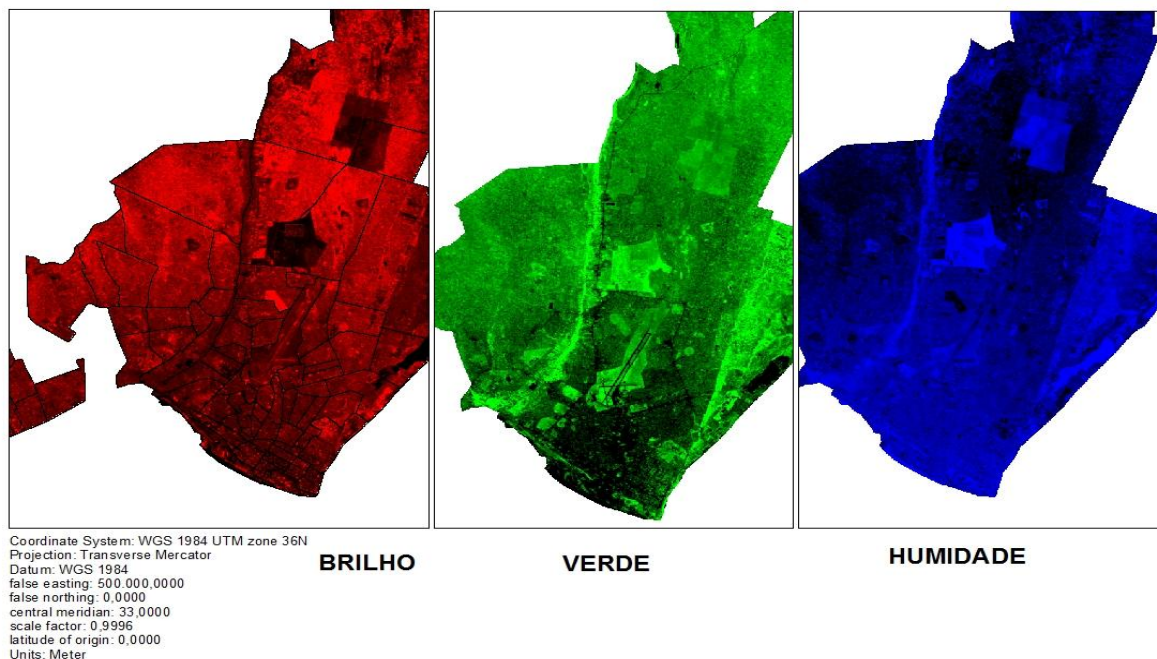 Coordinate System: WGS 1984 UTM zone 36N
Projection: Transverse Mercator
Datum: WGS 1984
false easting: 500.000,0000
false northing: 0,0000
central meridian: 33,0000
scale factor: 0,9996
latitude of origin: 0,0000
Units: Meter
BRILHO
VERDE
HUMIDADE